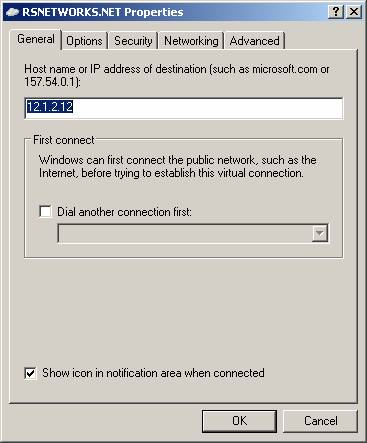 RSNETWORKS.NET Properties
General Options Security Networking Advanced
Host name or IP address of destination (such as microsoft.com or
157.54.0.1):
12.1.2.12
First connect
Windows can first connect the public network, such as the
Internet, before trying to establish this virtual connection.
Dial another connection first:
Show icon in notification area when connected
OK Cancel